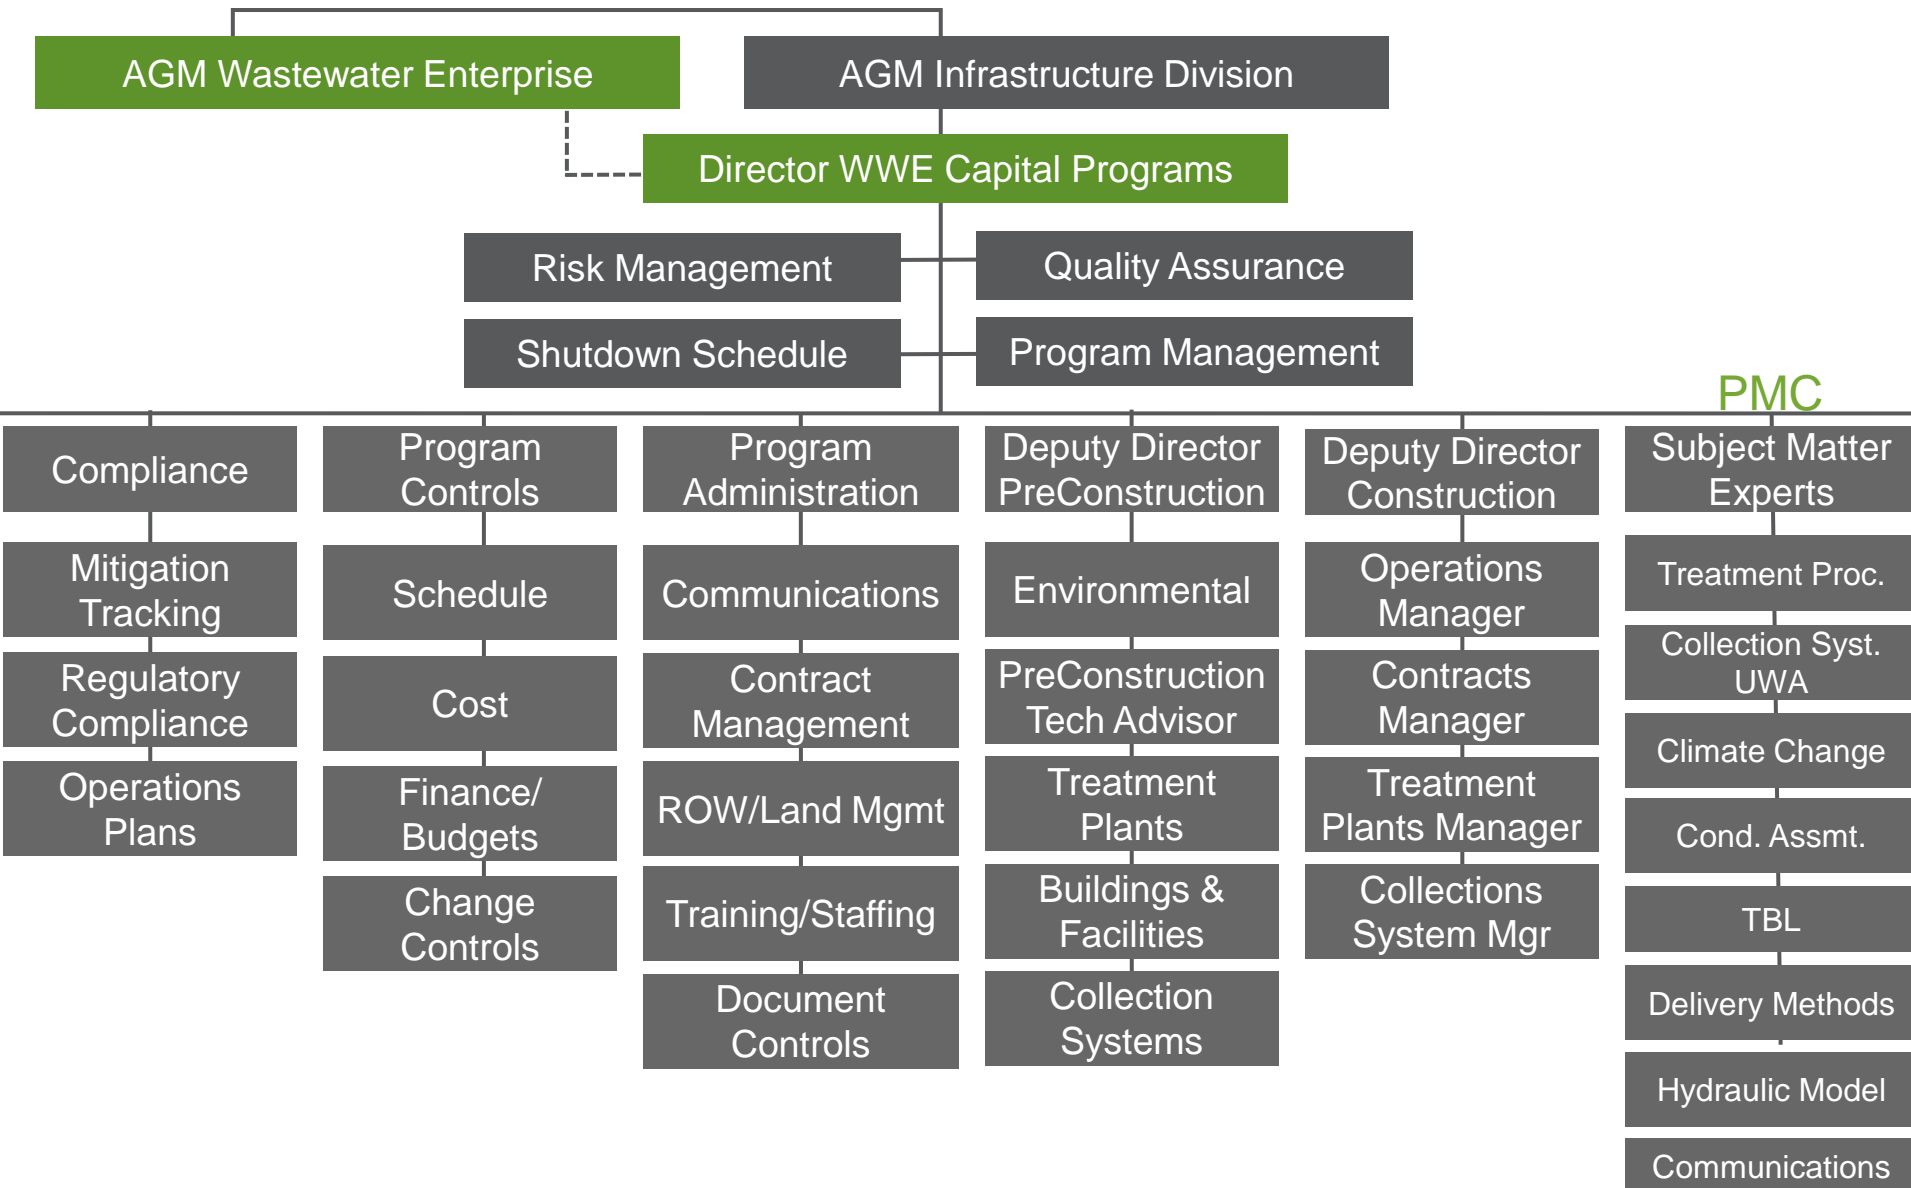 AGM Wastewater Enterprise
AGM Infrastructure Division
Director WWE Capital Programs
Risk Management
Quality Assurance
Shutdown Schedule
Program Management
PMC
Compliance
Mitigation
Tracking
Regulatory
Compliance
Operations
Plans
Program
Controls
Schedule
Cost
Finance/
Budgets
Change
Controls
Program
Administration
Communications
Contract
Management
ROW/Land Mgmt
Training/Staffing
Document
Controls
Deputy Director
PreConstruction
Environmental
PreConstruction
Tech Advisor
Treatment
Plants
Buildings &
Facilities
Collection
Systems
Deputy Director
Construction
Operations
Manager
Contracts
Manager
Treatment
Plants Manager
Collections
System Mgr
Subject Matter
Experts
Treatment Proc.
Collection Syst.
UWA
Climate Change
Cond. Assmt.
TBL
Delivery Methods
Hydraulic Model
Communications